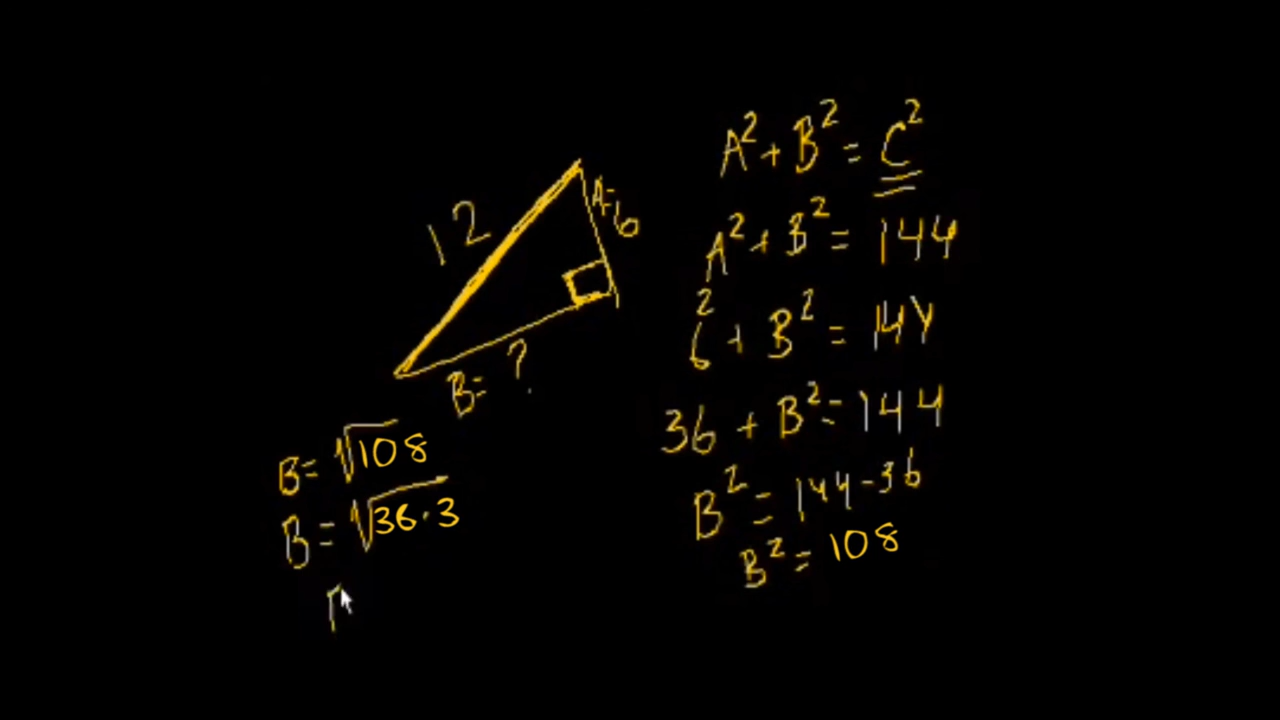 12
A=6
B= ?
A²+B²=C²
A²+B²=144
6²+B²=144
36+B²=144
B²=144-36
B²=108
B=√108
B=√36·3